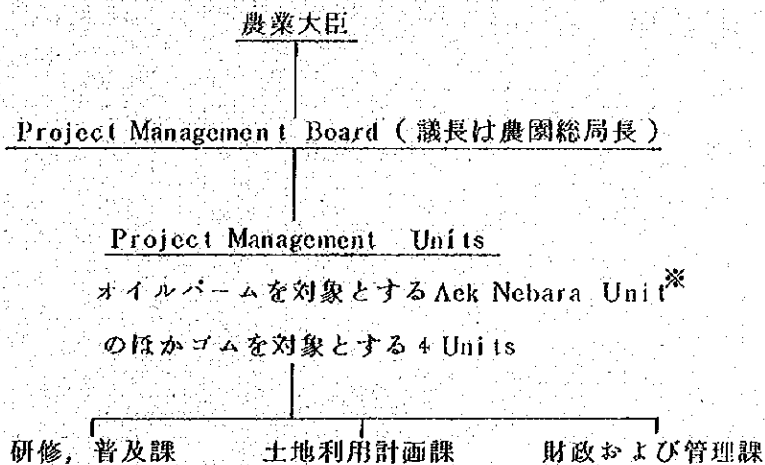 農業大臣
Project Management Board（議長は農園総局長）
Project Management Units
オイルパームを対象とするAek Nebara Unit※
のほかゴムを対象とする4 Units
研修，普及課 土地利用計画課 財政および管理課